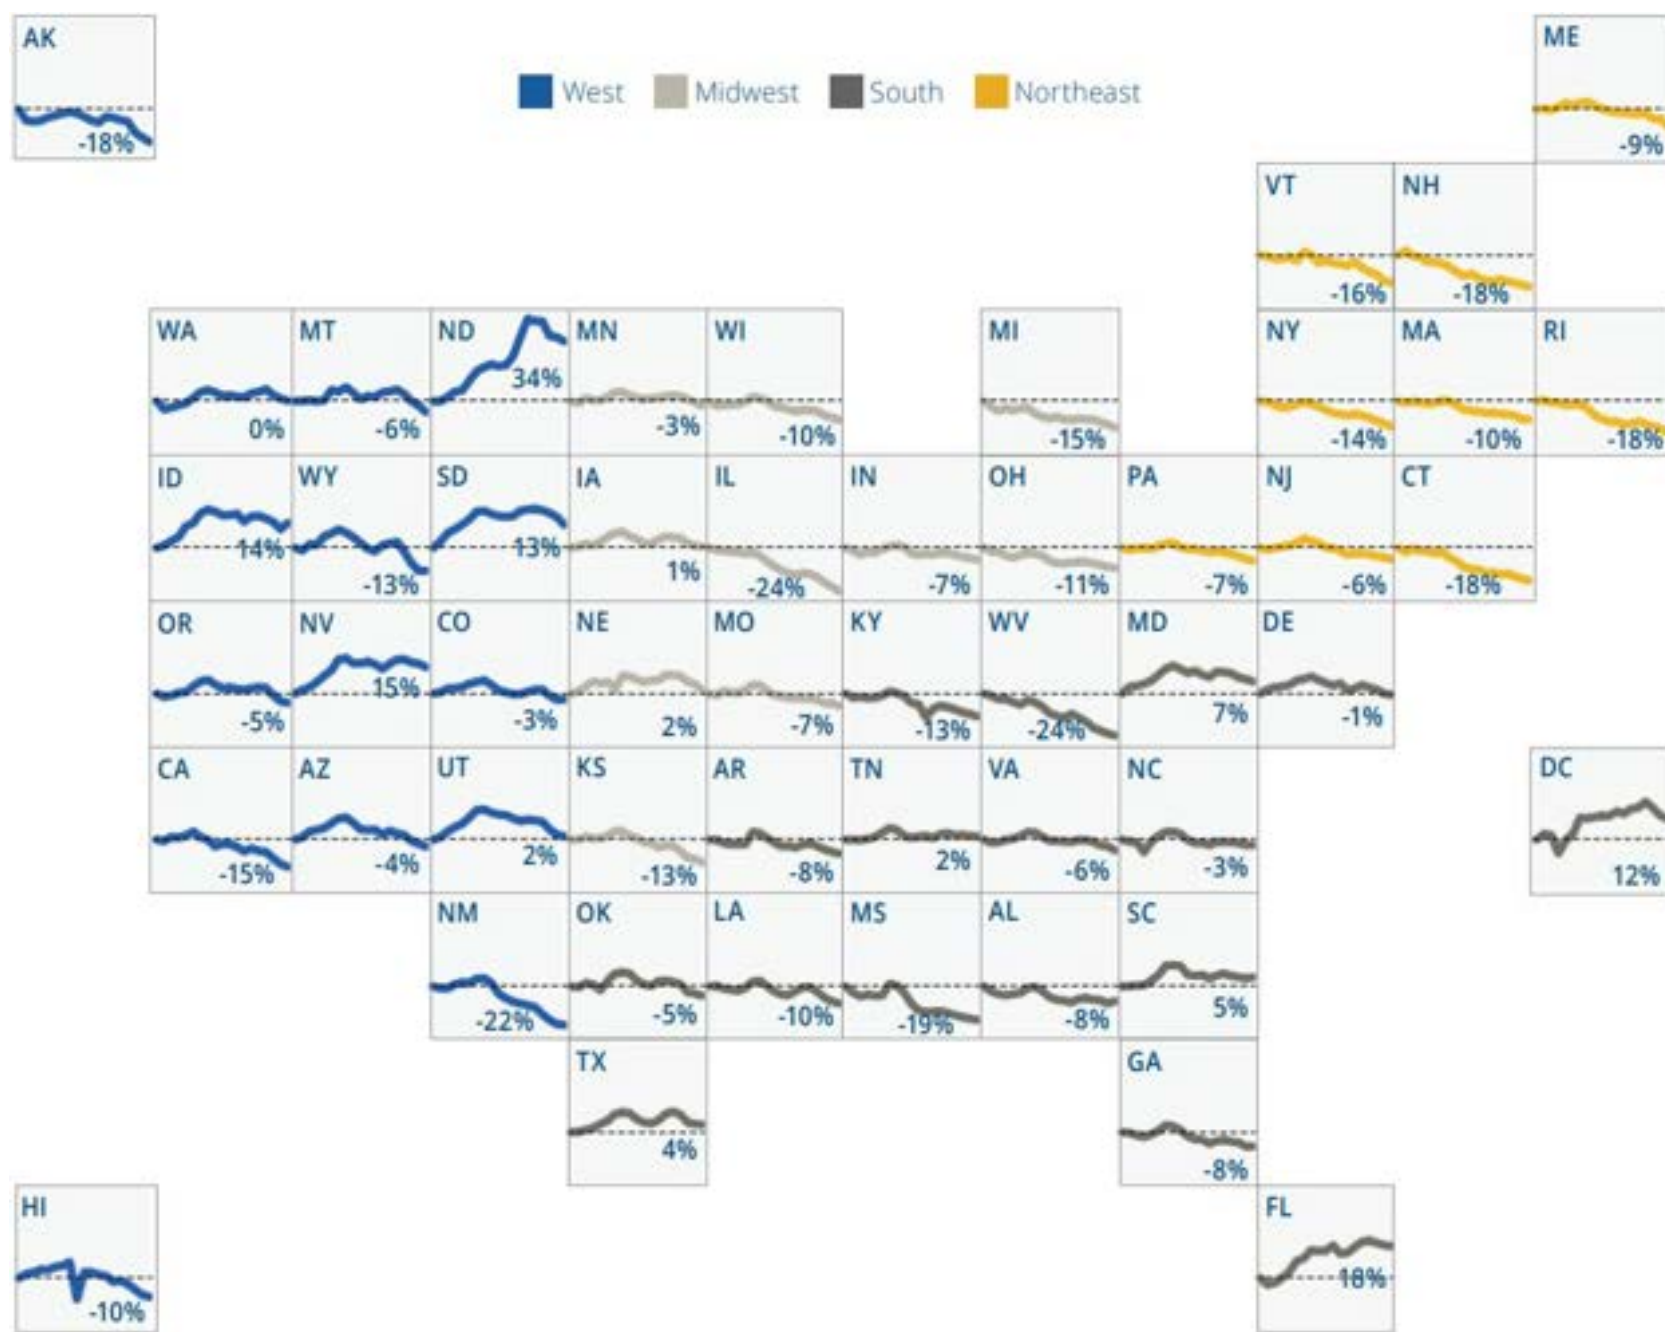 AK
ME
West Midwest South Northeast
-18%
-9%
VT NH
-16% -18%
WA MT ND MN WI MI NY MA RI
34%
0% -6% -3% -10% -15% -14% -10% -18%
ID WY SD IA IL IN OH PA NJ CT
14% -13% 13% 1% -24% -7% -11% -7% -6% -18%
OR NV CO NE MO KY WV MD DE
-5% 15% -3% 2% -7% -13% -24% 7% -1%
CA AZ UT KS AR TN VA NC DC
-15% -4% 2% -13% -8% 2% -6% -3% 12%
NM OK LA MS AL SC
-22% -5% -10% -19% -8% 5%
TX GA
4% -8%
HI FL
-10% 18%